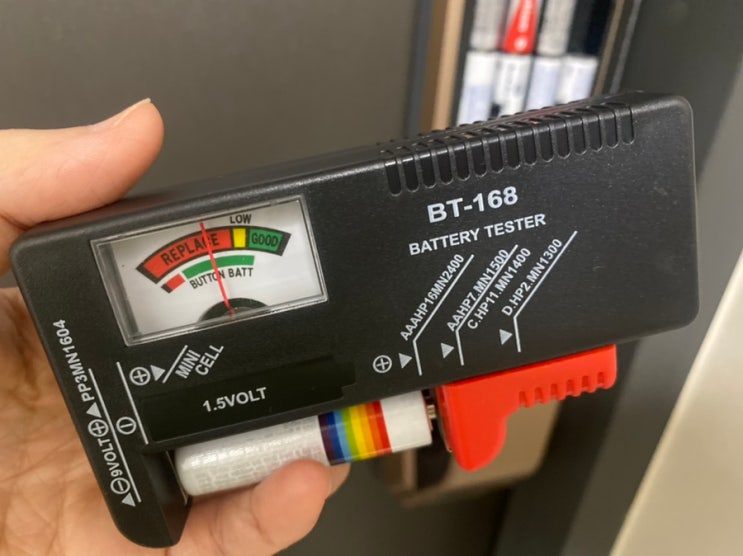 BT-168
BATTERY TESTER
LOW
REPLACE
GOOD
BUTTON BATT
AAAHP16MN2400
AAHP7.MN1500
C.HP11.MN1400
D.HP2.MN1300
⊕
MINI
CELL
⊖
1.5VOLT
⊖9VOLT⊕ PP3MN1604